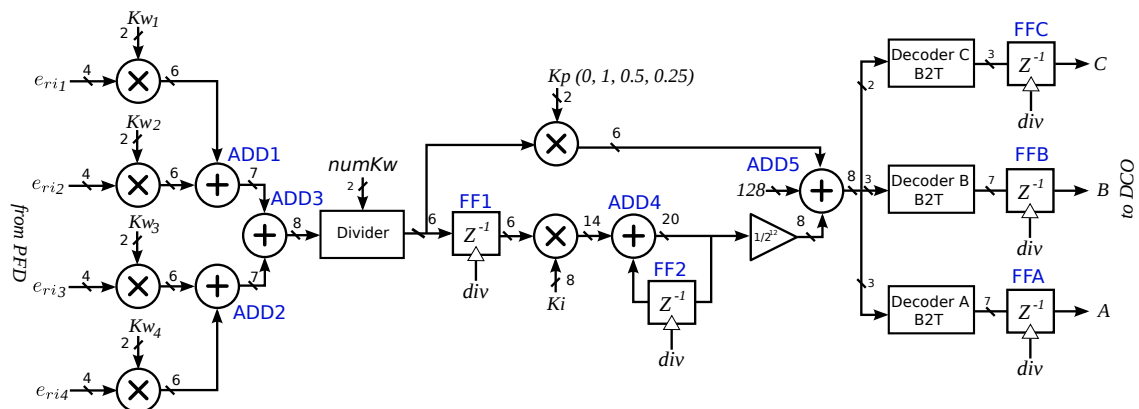 Kw1
2
eri1
4
6
Kw2
2
eri2
4
6
ADD1
7
Kw3
2
eri3
4
6
ADD2
7
Kw4
2
eri4
4
6
from PFD
ADD3
8
numKw
2
Divider
6
Kp (0, 1, 0.5, 0.25)
2
6
FF1
Z-1
div
6
14
8
Ki
ADD4
20
FF2
Z-1
div
1/2^12
8
ADD5
128
8
3
2
Decoder C
B2T
3
FFC
Z-1
div
C
Decoder B
B2T
7
FFB
Z-1
div
B
3
Decoder A
B2T
7
FFA
Z-1
div
A
to DCO